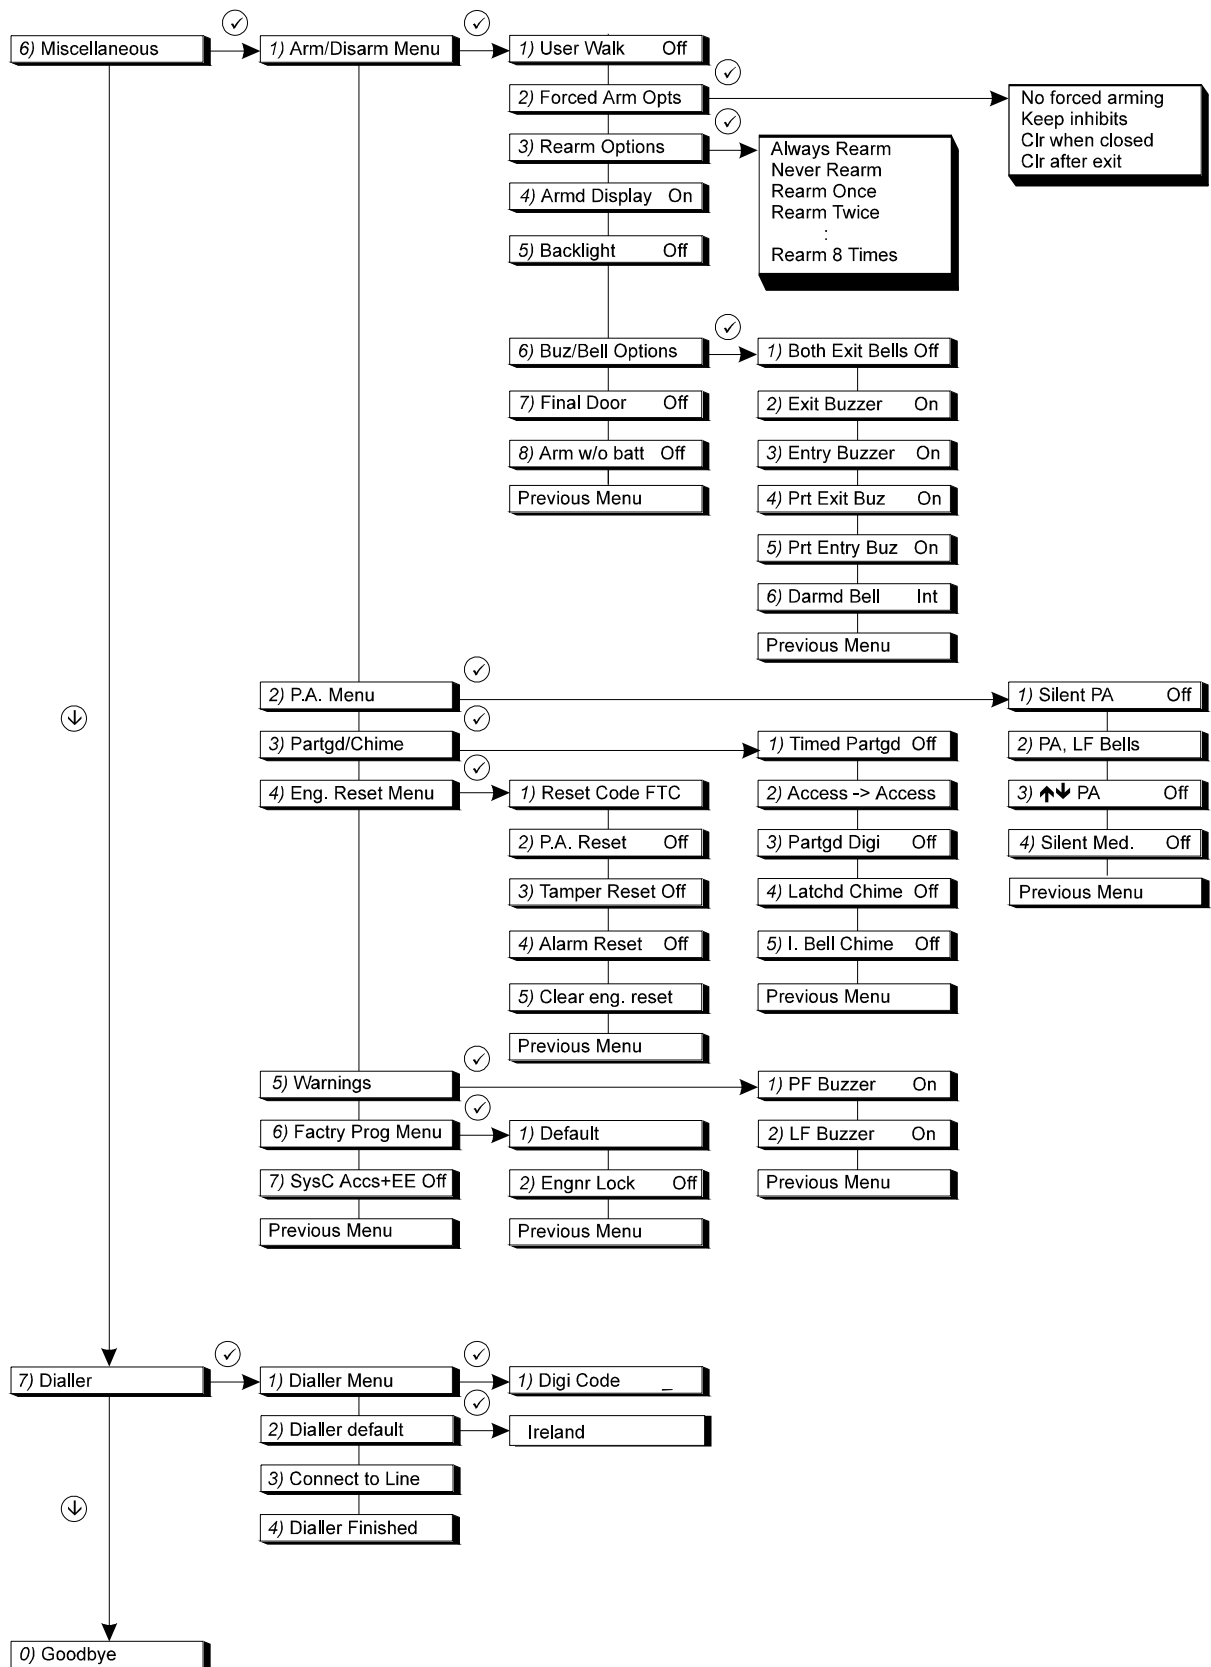 6) Miscellaneous
1) Arm/Disarm Menu
1) User Walk Off
2) Forced Arm Opts
No forced arming
Keep inhibits
Clr when closed
Clr after exit
3) Rearm Options
Always Rearm
Never Rearm
Rearm Once
Rearm Twice
:
Rearm 8 Times
4) Armd Display On
5) Backlight Off
6) Buz/Bell Options
1) Both Exit Bells Off
2) Exit Buzzer On
3) Entry Buzzer On
4) Prt Exit Buz On
5) Prt Entry Buz On
6) Darmd Bell Int
Previous Menu
7) Final Door Off
8) Arm w/o batt Off
Previous Menu
2) P.A. Menu
1) Silent PA Off
2) PA, LF Bells
3) ↑↓ PA Off
4) Silent Med. Off
Previous Menu
3) Partgd/Chime
1) Timed Partgd Off
2) Access -> Access
3) Partgd Digi Off
4) Latchd Chime Off
5) I. Bell Chime Off
Previous Menu
4) Eng. Reset Menu
1) Reset Code FTC
2) P.A. Reset Off
3) Tamper Reset Off
4) Alarm Reset Off
5) Clear eng. reset
Previous Menu
5) Warnings
1) PF Buzzer On
2) LF Buzzer On
Previous Menu
6) Factry Prog Menu
1) Default
2) Engnr Lock Off
Previous Menu
7) SysC Accs+EE Off
Previous Menu
7) Dialler
1) Dialler Menu
1) Digi Code _
2) Dialler default
Ireland
3) Connect to Line
4) Dialler Finished
0) Goodbye